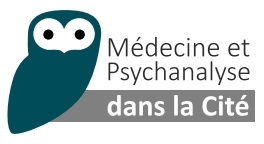 Médecine et
Psychanalyse
dans la Cité